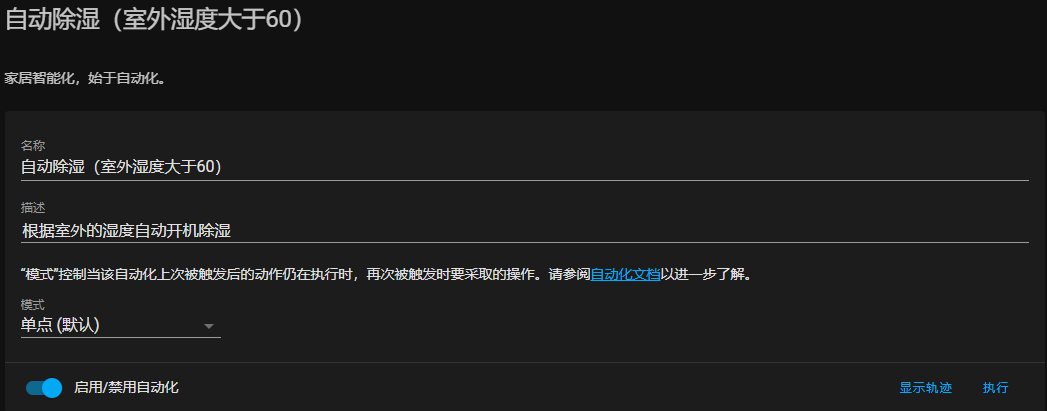 自动除湿（室外湿度大于60）
家居智能化，始于自动化。
名称
自动除湿（室外湿度大于60）
描述
根据室外的湿度自动开机除湿
“模式”控制当该自动化上次被触发后的动作仍在执行时，再次被触发时要采取的操作。请参阅自动化文档以进一步了解。
模式
单点 (默认)
启用/禁用自动化
显示轨迹
执行